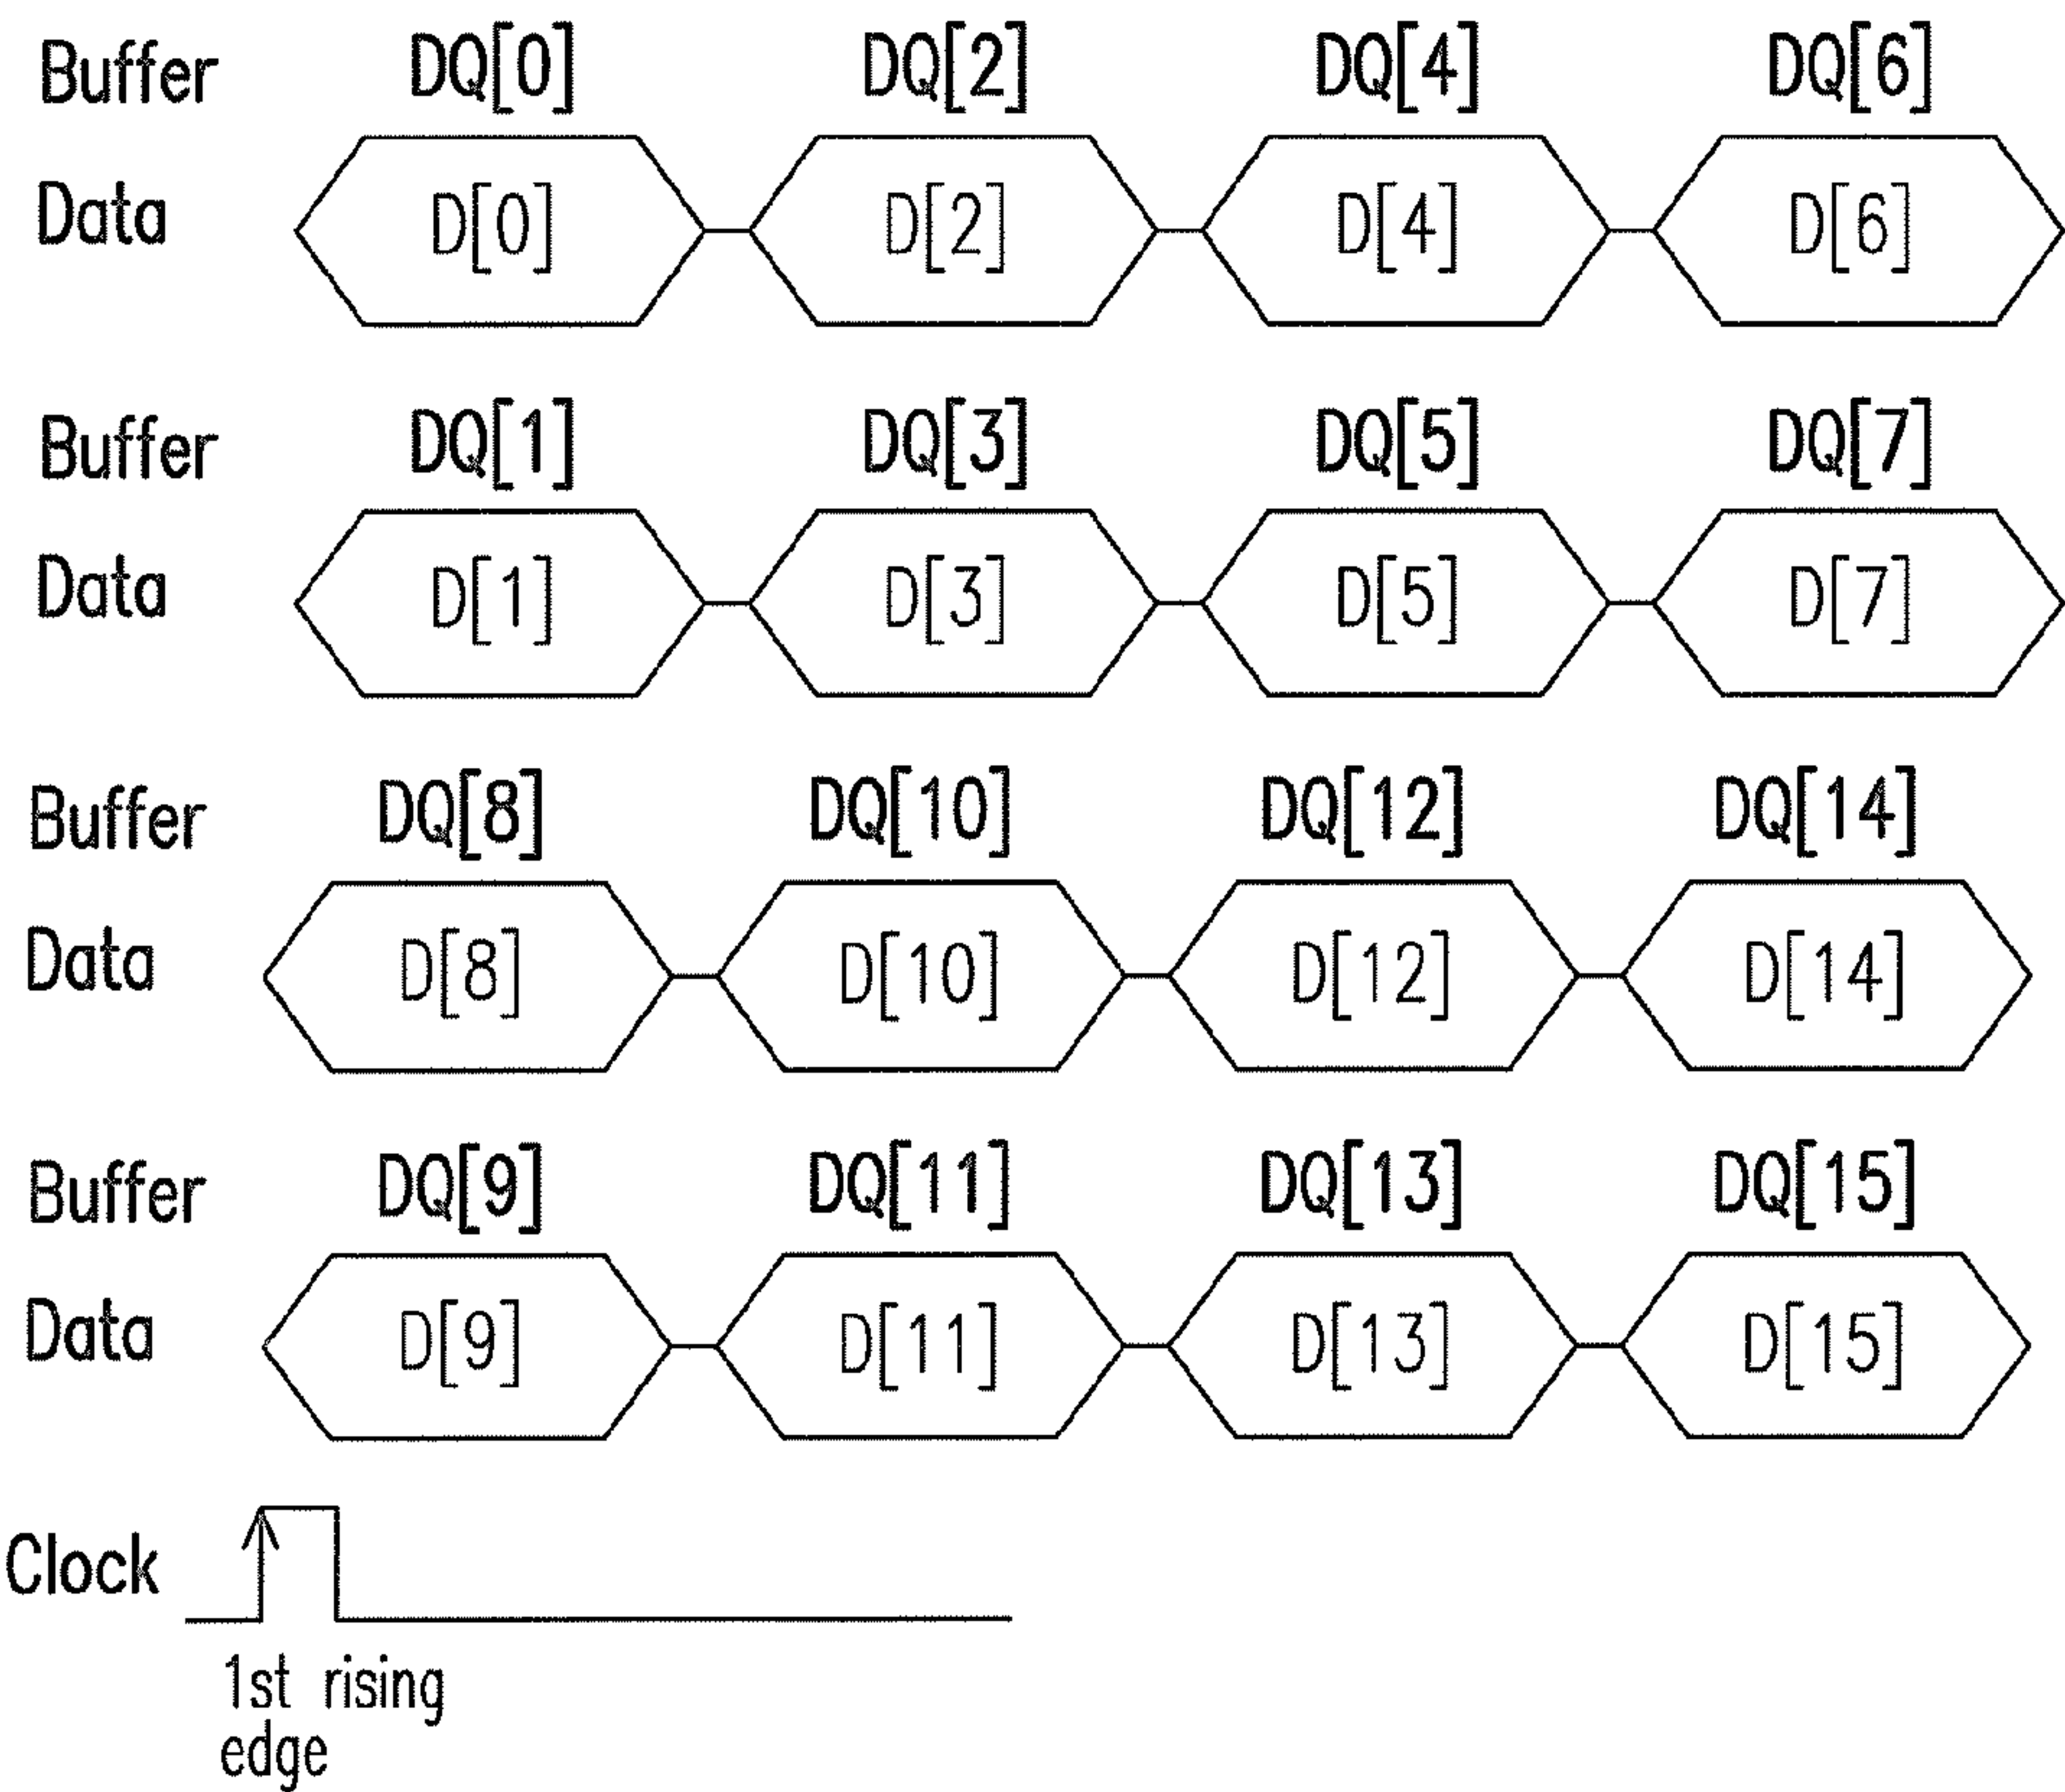 Buffer DQ[0] DQ[2] DQ[4] DQ[6]
Data D[0] D[2] D[4] D[6]
Buffer DQ[1] DQ[3] DQ[5] DQ[7]
Data D[1] D[3] D[5] D[7]
Buffer DQ[8] DQ[10] DQ[12] DQ[14]
Data D[8] D[10] D[12] D[14]
Buffer DQ[9] DQ[11] DQ[13] DQ[15]
Data D[9] D[11] D[13] D[15]
Clock
1st rising
edge